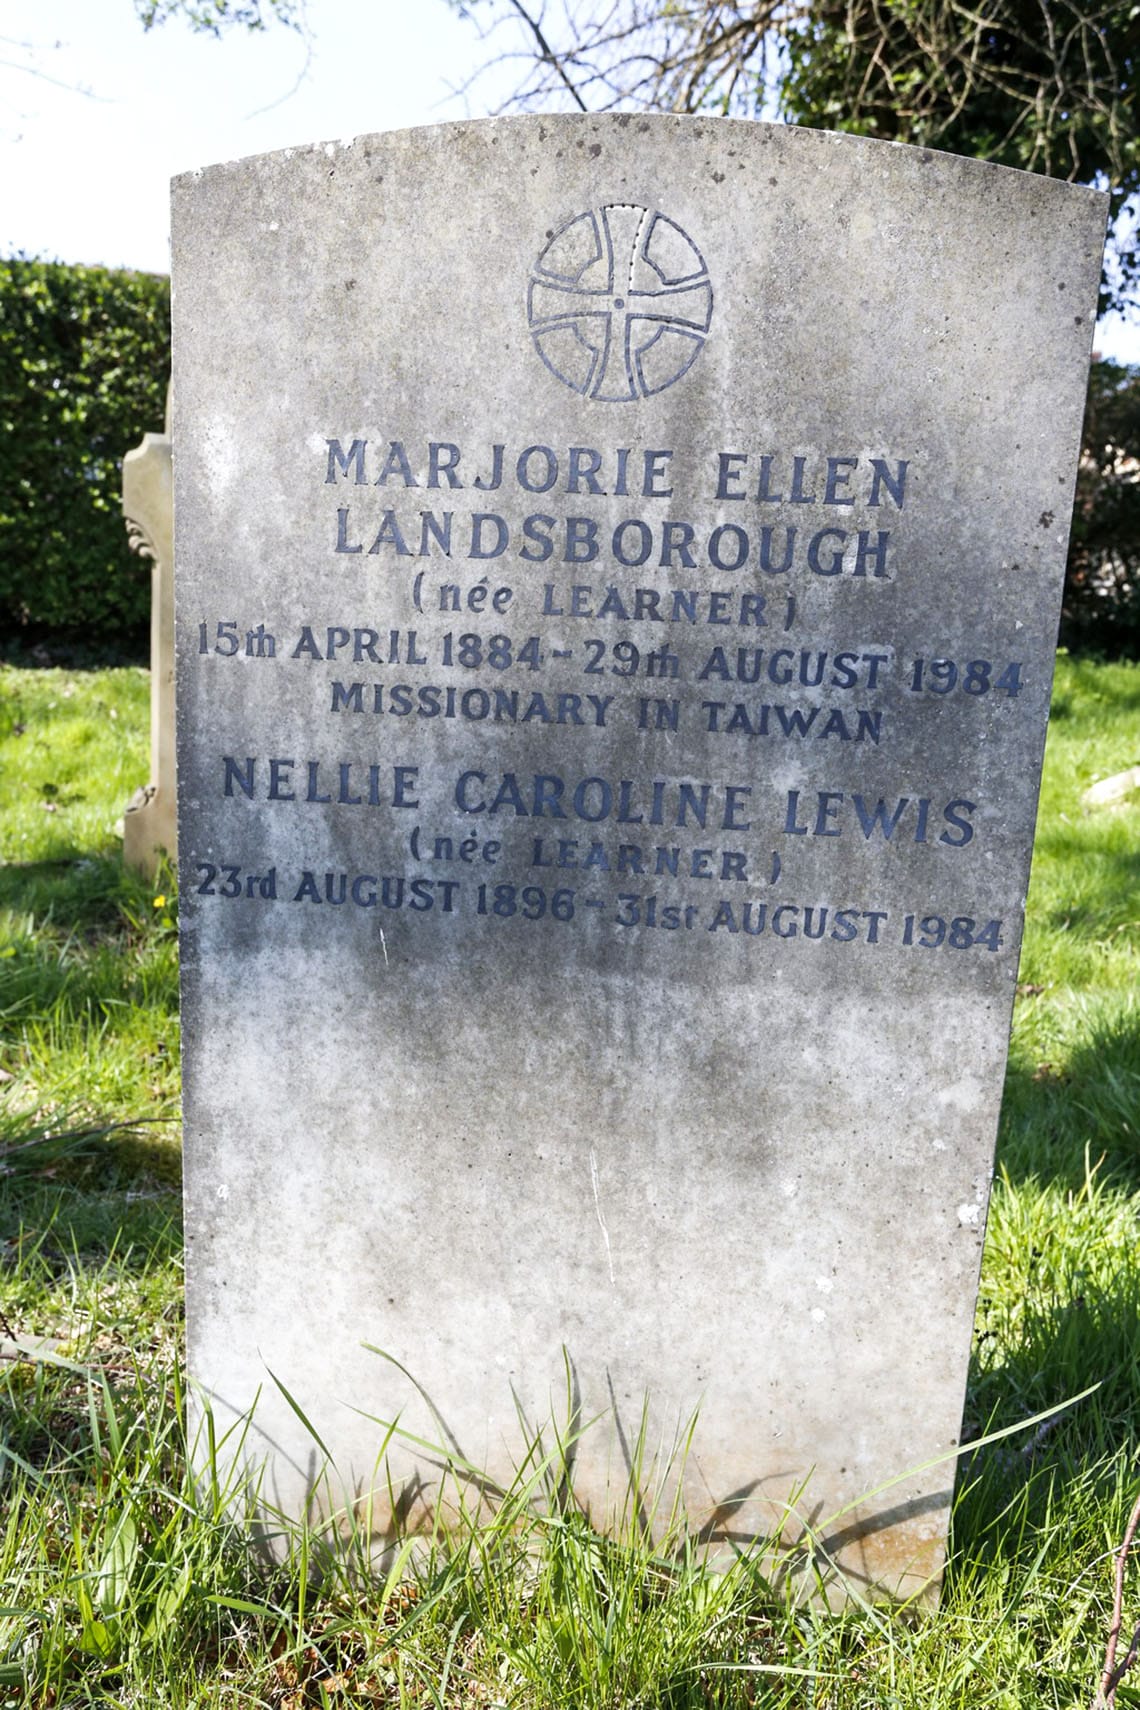 MARJORIE ELLEN
LANDSBOROUGH
(née LEARNER)
15th APRIL 1884 - 29th AUGUST 1984
MISSIONARY IN TAIWAN
NELLIE CAROLINE LEWIS
(née LEARNER)
23rd AUGUST 1896 - 31st AUGUST 1984